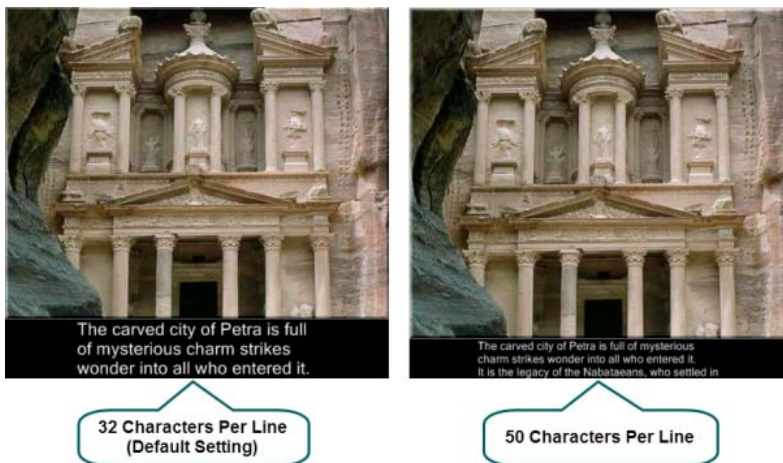 The carved city of Petra is full
of mysterious charm strikes
wonder into all who entered it.
The carved city of Petra is full of mysterious
charm strikes wonder into all who entered it.
It is the legacy of the Nabataeans, who settled in
32 Characters Per Line
(Default Setting)
50 Characters Per Line